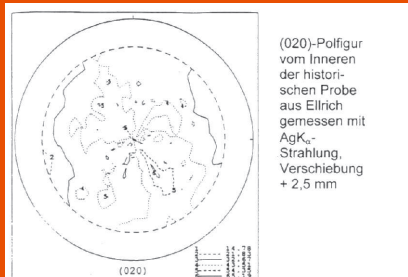 (020)-Polfigur
vom Inneren
der histori-
schen Probe
aus Ellrich
gemessen mit
AgKα-
Strahlung,
Verschiebung
+ 2,5 mm
(020)